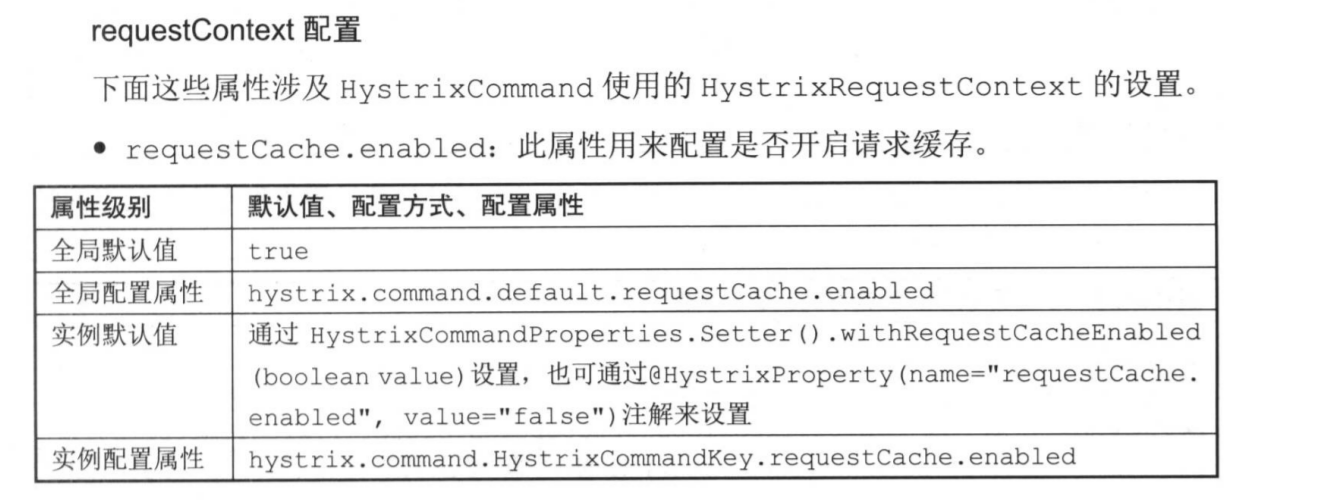 requestContext 配置
下面这些属性涉及 HystrixCommand 使用的 HystrixRequestContext 的设置。
• requestCache.enabled：此属性用来配置是否开启请求缓存。
属性级别 默认值、配置方式、配置属性
全局默认值 true
全局配置属性 hystrix.command.default.requestCache.enabled
实例默认值 通过 HystrixCommandProperties.Setter().withRequestCacheEnabled
(boolean value)设置，也可通过@HystrixProperty(name="requestCache.
enabled", value="false")注解来设置
实例配置属性 hystrix.command.HystrixCommandKey.requestCache.enabled